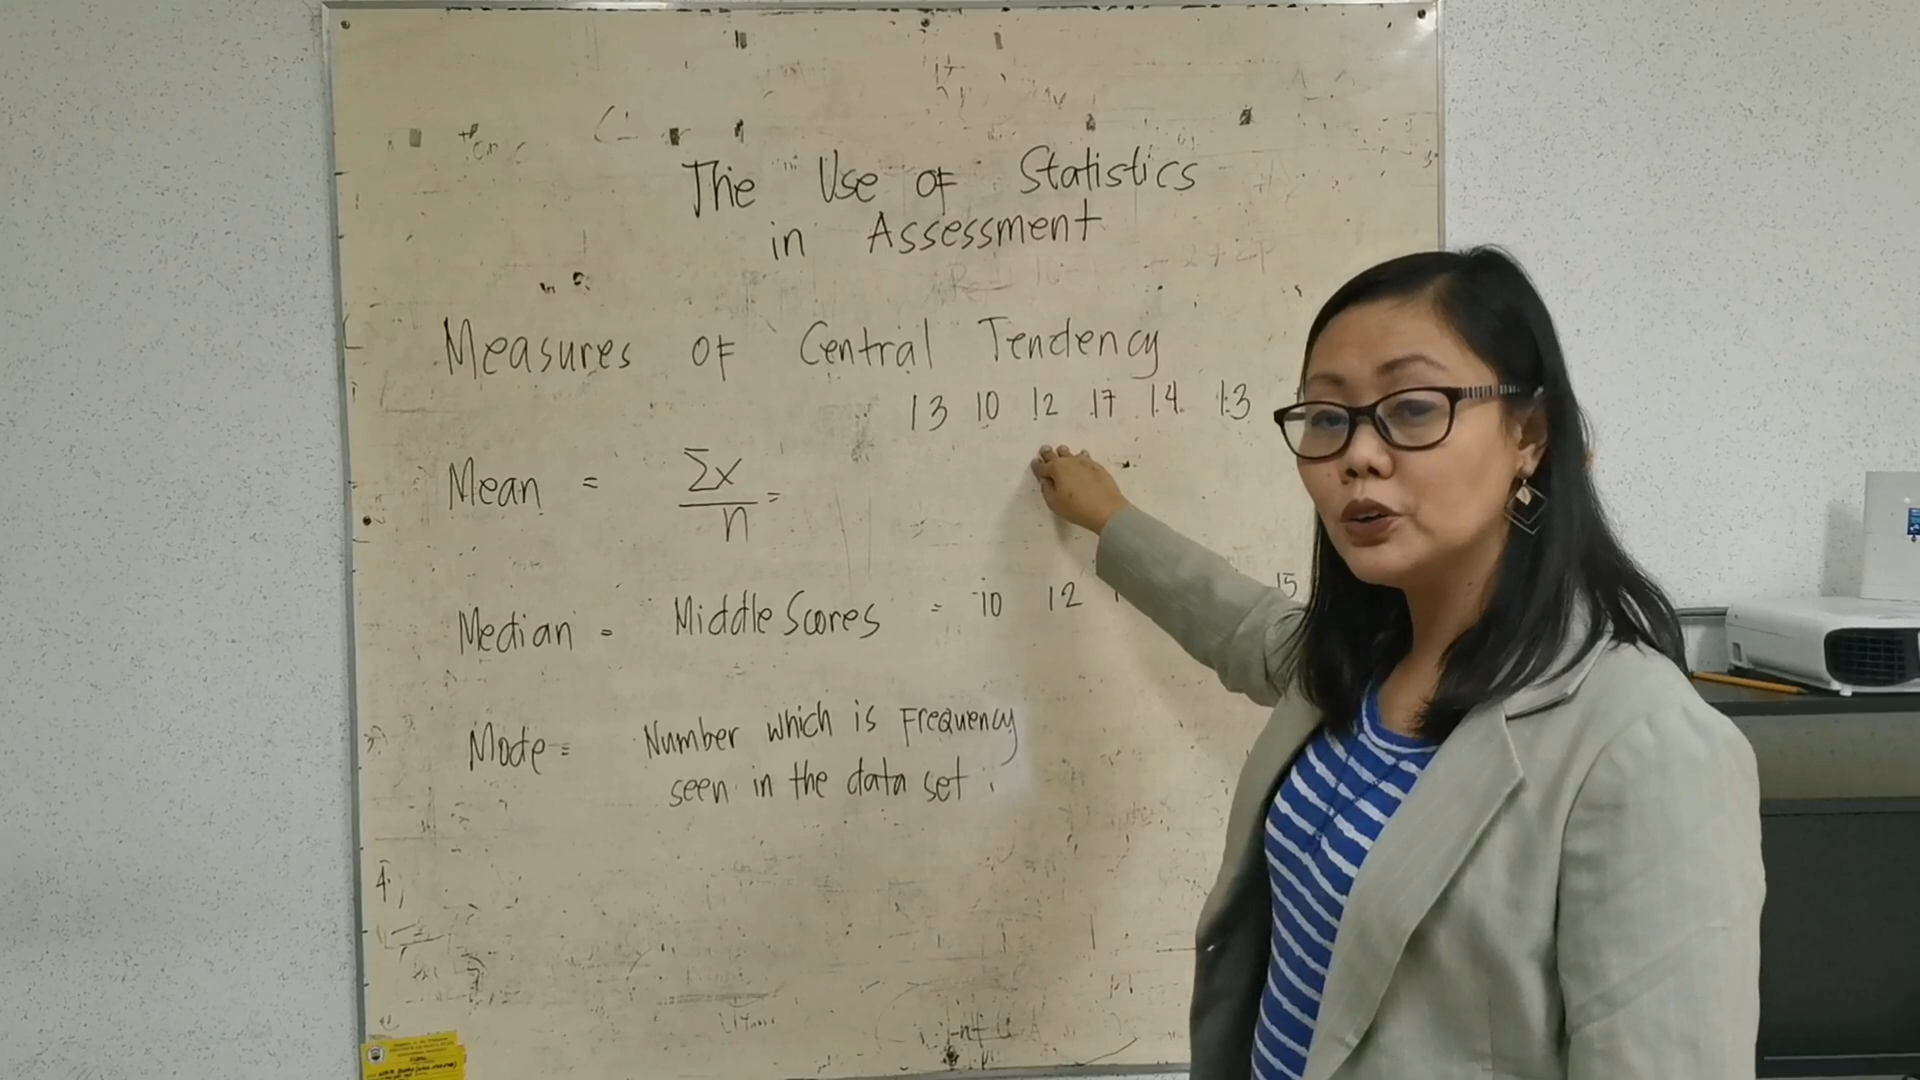 The Use of Statistics
in Assessment
Measures of Central Tendency
13 10 12 17 14 13
Mean = Σx
n =
Median = Middle Scores = 10 12 15
Mode = Number which is Frequency
seen in the data set.